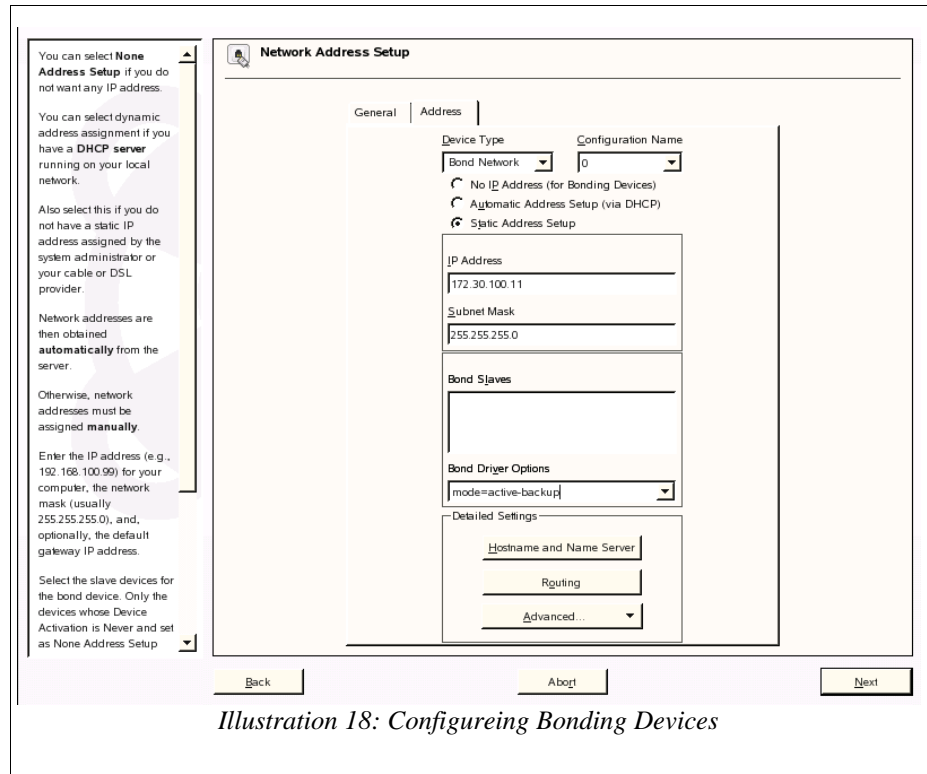 You can select None
Address Setup if you do
not want any IP address.
You can select dynamic
address assignment if you
have a DHCP server
running on your local
network.
Also select this if you do
not have a static IP
address assigned by the
system administrator or
your cable or DSL
provider.
Network addresses are
then obtained
automatically from the
server.
Otherwise, network
addresses must be
assigned manually.
Enter the IP address (e.g.,
192.168.100.99) for your
computer, the network
mask (usually
255.255.255.0), and,
optionally, the default
gateway IP address.
Select the slave devices for
the bond device. Only the
devices whose Device
Activation is Never and set
as None Address Setup
Network Address Setup
General Address
Device Type Configuration Name
Bond Network 0
No IP Address (for Bonding Devices)
Automatic Address Setup (via DHCP)
Static Address Setup
IP Address
172.30.100.11
Subnet Mask
255.255.255.0
Bond Slaves
Bond Driver Options
mode=active-backup
Detailed Settings
Hostname and Name Server
Routing
Advanced...
Back Abort Next
Illustration 18: Configureing Bonding Devices